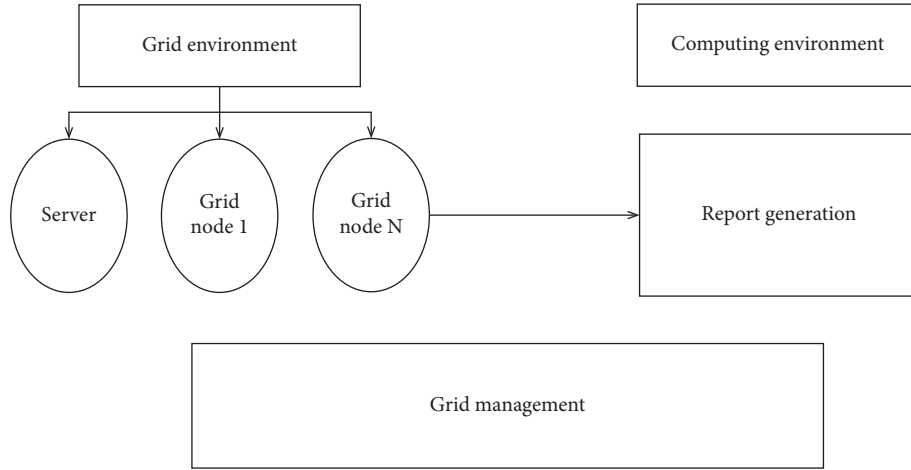 Grid environment
Computing environment
Server
Grid
node 1
Grid
node N
Report generation
Grid management